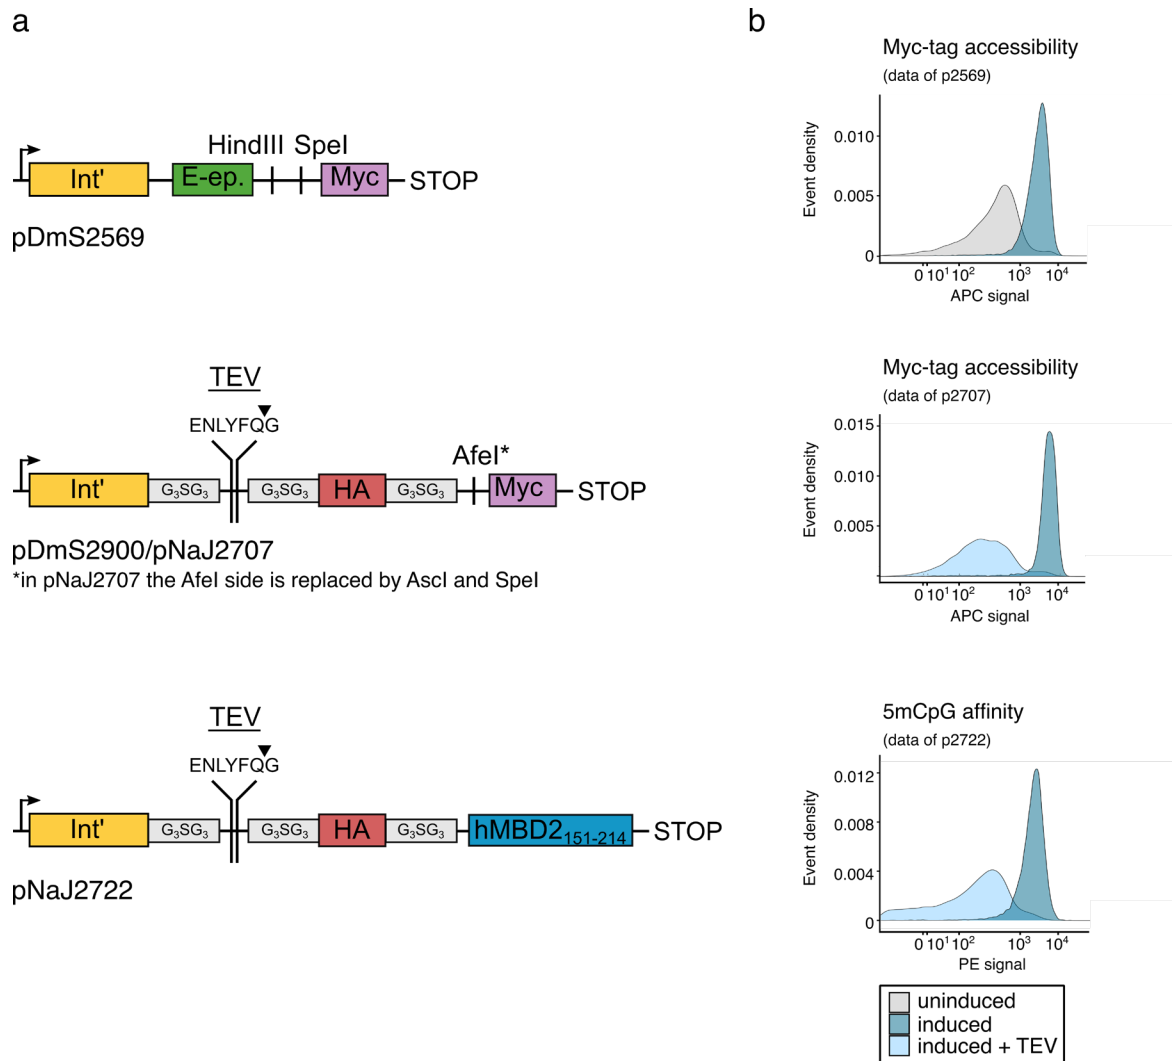 a
HindIII SpeI
Int' E-ep. Myc STOP
pDmS2569
TEV
ENLYFQG
AfeI*
Int' G₃SG₃ G₃SG₃ HA G₃SG₃ Myc STOP
pDmS2900/pNaJ2707
*in pNaJ2707 the AfeI side is replaced by AscI and SpeI
TEV
ENLYFQG
Int' G₃SG₃ G₃SG₃ HA G₃SG₃ hMBD2₁₅₁₋₂₁₄ STOP
pNaJ2722
b
Myc-tag accessibility
(data of p2569)
Event density
0.010
0.005
0
0 10¹ 10² 10³ 10⁴
APC signal
Myc-tag accessibility
(data of p2707)
Event density
0.015
0.010
0.005
0 10¹ 10² 10³ 10⁴
APC signal
5mCpG affinity
(data of p2722)
Event density
0.012
0.008
0.004
0
0 10¹ 10² 10³ 10⁴
PE signal
uninduced
induced
induced + TEV